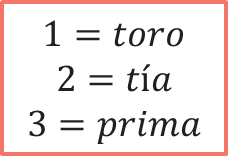 1 = toro
2 = tía
3 = prima